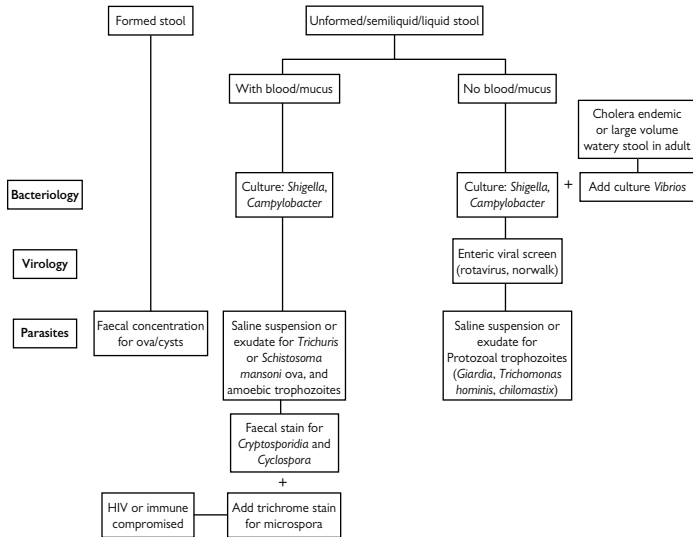 Formed stool
Unformed/semiliquid/liquid stool
With blood/mucus
No blood/mucus
Cholera endemic
or large volume
watery stool in adult
Bacteriology
Culture: Shigella,
Campylobacter
Culture: Shigella,
Campylobacter
+
Add culture Vibrios
Virology
Enteric viral screen
(rotavirus, norwalk)
Parasites
Faecal concentration
for ova/cysts
Saline suspension or
exudate for Trichuris
or Schistosoma
mansoni ova, and
amoebic trophozoites
Saline suspension or
exudate for
Protozoal trophozoites
(Giardia, Trichomonas
hominis, chilomastix)
Faecal stain for
Cryptosporidia and
Cyclospora
+
HIV or immune
compromised
Add trichrome stain
for microspora